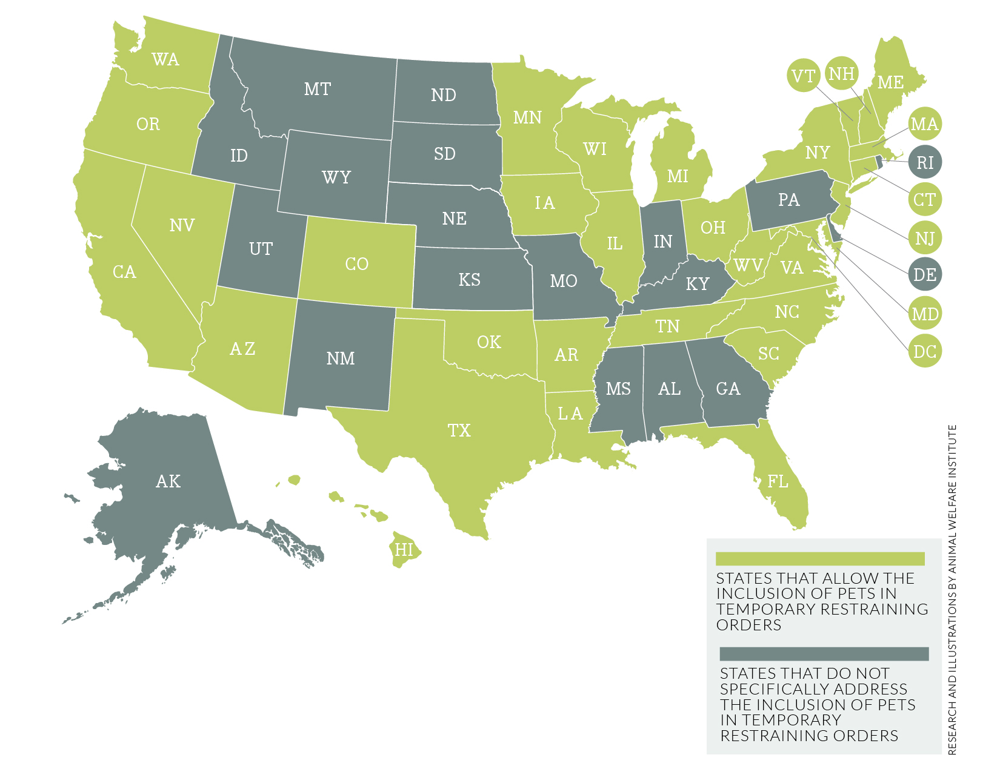 WA
MT
ND
MN
VT
NH
ME
OR
ID
SD
WI
MI
NY
MA
RI
WY
NV
NE
IA
PA
CT
UT
CO
IL
IN
OH
NJ
CA
KS
MO
KY
WV
VA
DE
AZ
NM
OK
AR
TN
NC
MD
SC
DC
TX
LA
MS
AL
GA
FL
AK
HI
STATES THAT ALLOW THE
INCLUSION OF PETS IN
TEMPORARY RESTRAINING
ORDERS
STATES THAT DO NOT
SPECIFICALLY ADDRESS
THE INCLUSION OF PETS
IN TEMPORARY
RESTRAINING ORDERS
RESEARCH AND ILLUSTRATIONS BY ANIMAL WELFARE INSTITUTE